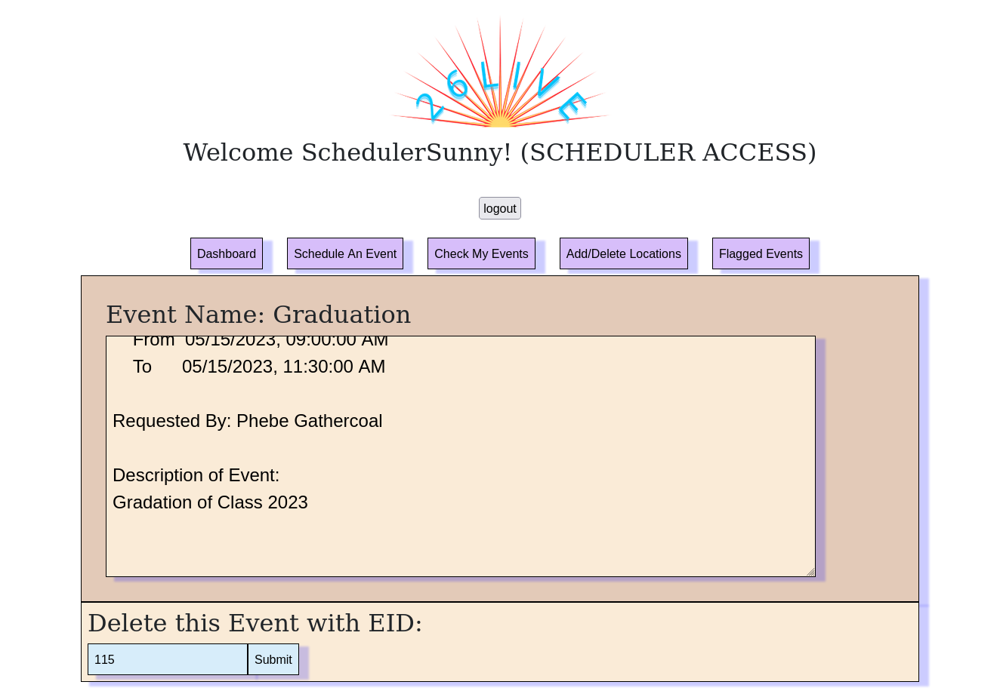 26LIVE
Welcome SchedulerSunny! (SCHEDULER ACCESS)
logout
Dashboard Schedule An Event Check My Events Add/Delete Locations Flagged Events
Event Name: Graduation
From 05/15/2023, 09:00:00 AM
To 05/15/2023, 11:30:00 AM
Requested By: Phebe Gathercoal
Description of Event:
Gradation of Class 2023
Delete this Event with EID:
115 Submit